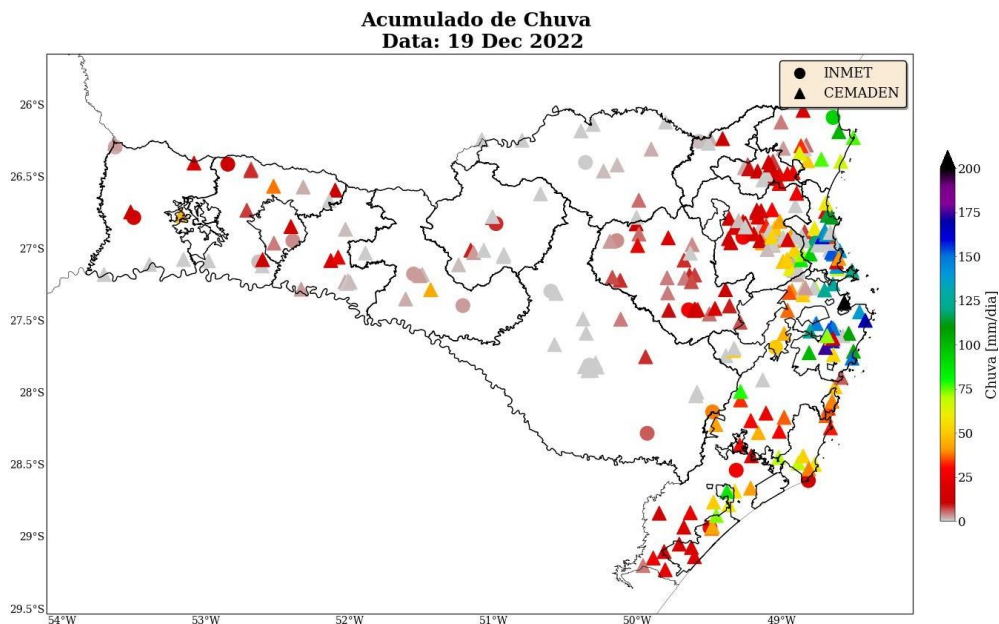 Acumulado de Chuva
Data: 19 Dec 2022
INMET
CEMADEN
26°S
26.5°S
27°S
27.5°S
28°S
28.5°S
29°S
29.5°S
54°W
53°W
52°W
51°W
50°W
49°W
200
175
150
125
100
75
50
25
0
Chuva [mm/dia]